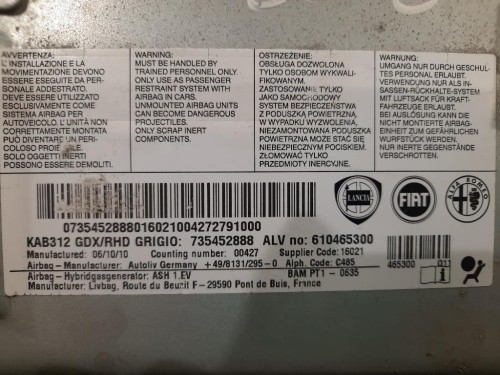 AVVERTENZA:
L'INSTALLAZIONE E LA
MOVIMENTAZIONE DEVONO
ESSERE ESEGUITE DA PER-
SONALE ADDESTRATO.
DEVE ESSERE UTILIZZATO
ESCLUSIVAMENTE COME
SISTEMA AIRBAG PER
AUTOVEICOLO. L'UNITÀ NON
CORRETTAMENTE MONTATA
PUÒ DIVENTARE UN PERI-
COLOSO PROIETTILE.
SOLO OGGETTI INERTI
POSSONO ESSERE DEMOLITI.
WARNING:
MUST BE HANDLED BY
TRAINED PERSONNEL ONLY.
ONLY USE AS PASSENGER
RESTRAINT SYSTEM WITH
AIRBAG IN CARS.
UNMOUNTED AIRBAG UNITS
CAN BECOME DANGEROUS
PROJECTILES.
ONLY SCRAP INERT
COMPONENTS.
OSTRZEŻENIE:
OBSŁUGA DOZWOLONA
TYLKO OSOBOM WYKWALI-
FIKOWANYM.
ZASTOSOWANIE TYLKO
JAKO SAMOCHODOWY
SYSTEM BEZPIECZEŃSTWA
Z PODUSZKĄ POWIETRZNĄ,
W WYPADKU WYZWOLENIA,
NIEZAMONTOWANA PODUSZKA
POWIETRZNA MOŻE STAĆ SIĘ
NIEBEZPIECZNYM POCISKIEM.
ZŁOMOWAĆ TYLKO
PRZEDMIOTY INERCYJNE.
WARNUNG:
UMGANG NUR DURCH GESCHUL-
TES PERSONAL ERLAUBT.
VERWENDUNG NUR ALS IN-
SASSEN-RÜCKHALTE-SYSTEM
MIT LUFTSACK FÜR KRAFT-
FAHRZEUGE ERLAUBT.
BEI AUSLÖSUNG KANN DIE
UNMONTIERTE AIRBAG-
EINHEIT ZUM GEFÄHRLICHEN
WURFSTÜCK WERDEN.
NUR INERTE GEGENSTÄNDE
VERSCHROTTEN.
LANCIA
FIAT
ALFA ROMEO
07354528880160210042727910 00
KAB312 GDX/RHD GRIGIO: 735452888 ALV no: 610465300
Manufactured: 06/10/10 Counting number: 00427 Supplier Code: 16021
Airbag - Manufacturer: Autoliv Germany +49/8131/295-0 Alph. Code: C485
Airbag - Hybridgasgenerator: ASH 1.EV BAM PT1 - 0635
Manufacturer: Livbag, Route du Beuzit F - 29590 Pont de Buis, France
465300 Q11